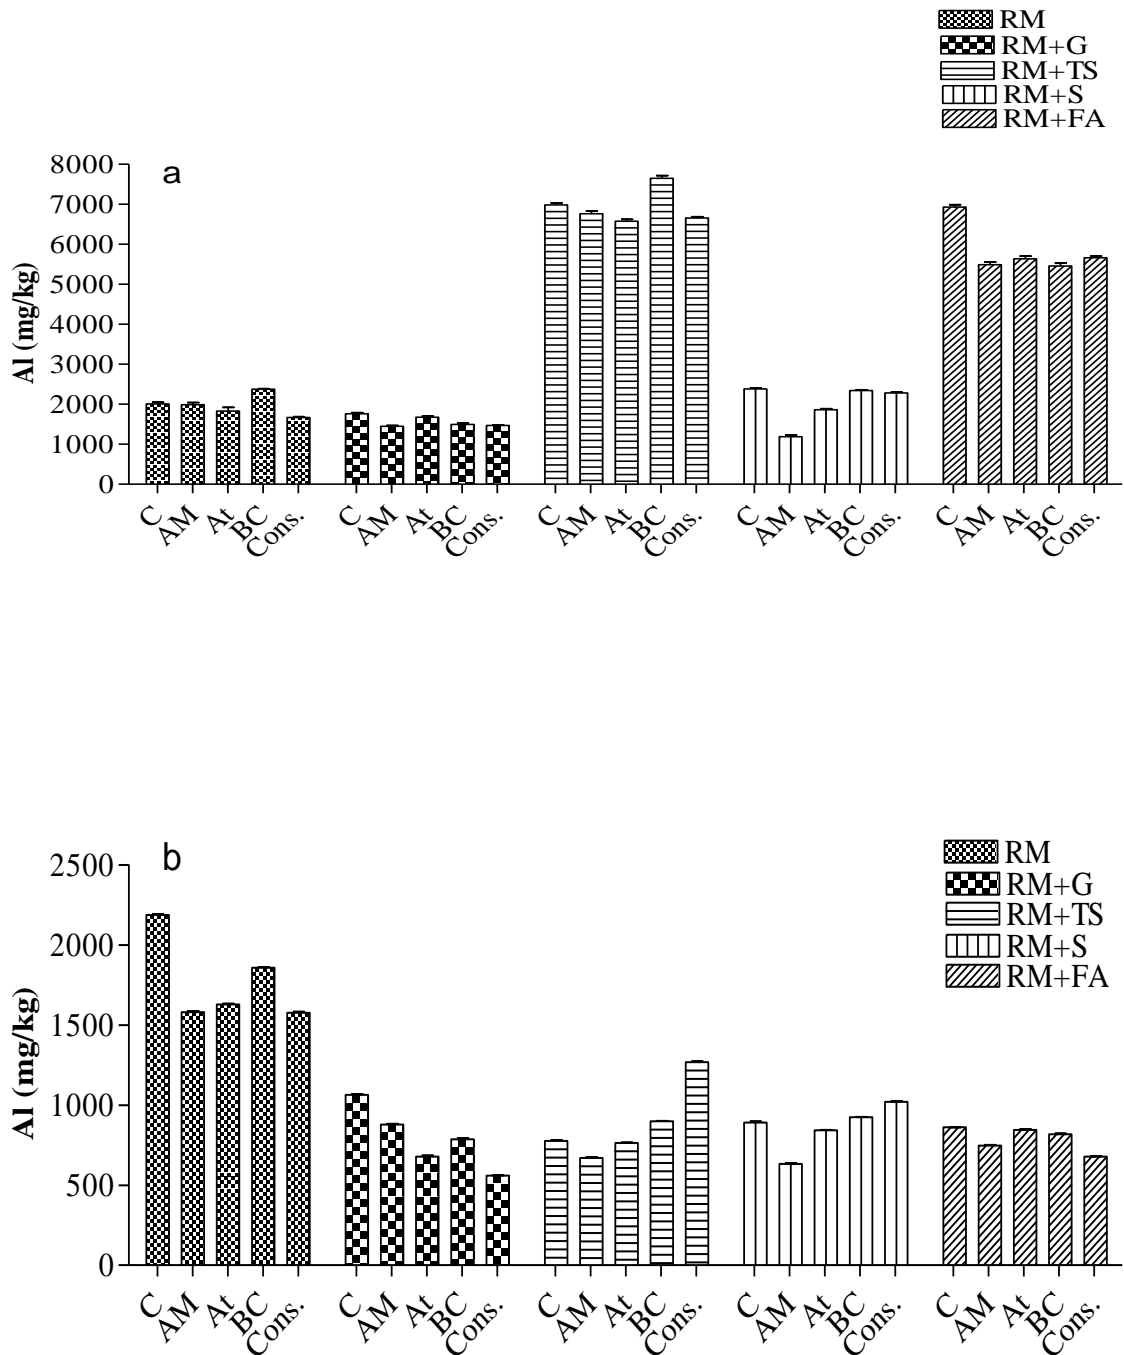 RM
RM+G
RM+TS
RM+S
RM+FA
a
8000
7000
6000
5000
4000
3000
2000
1000
0
Al (mg/kg)
C AM At BC Cons. C AM At BC Cons. C AM At BC Cons. C AM At BC Cons. C AM At BC Cons.
b
RM
RM+G
RM+TS
RM+S
RM+FA
2500
2000
1500
1000
500
0
Al (mg/kg)
C AM At BC Cons. C AM At BC Cons. C AM At BC Cons. C AM At BC Cons. C AM At BC Cons.